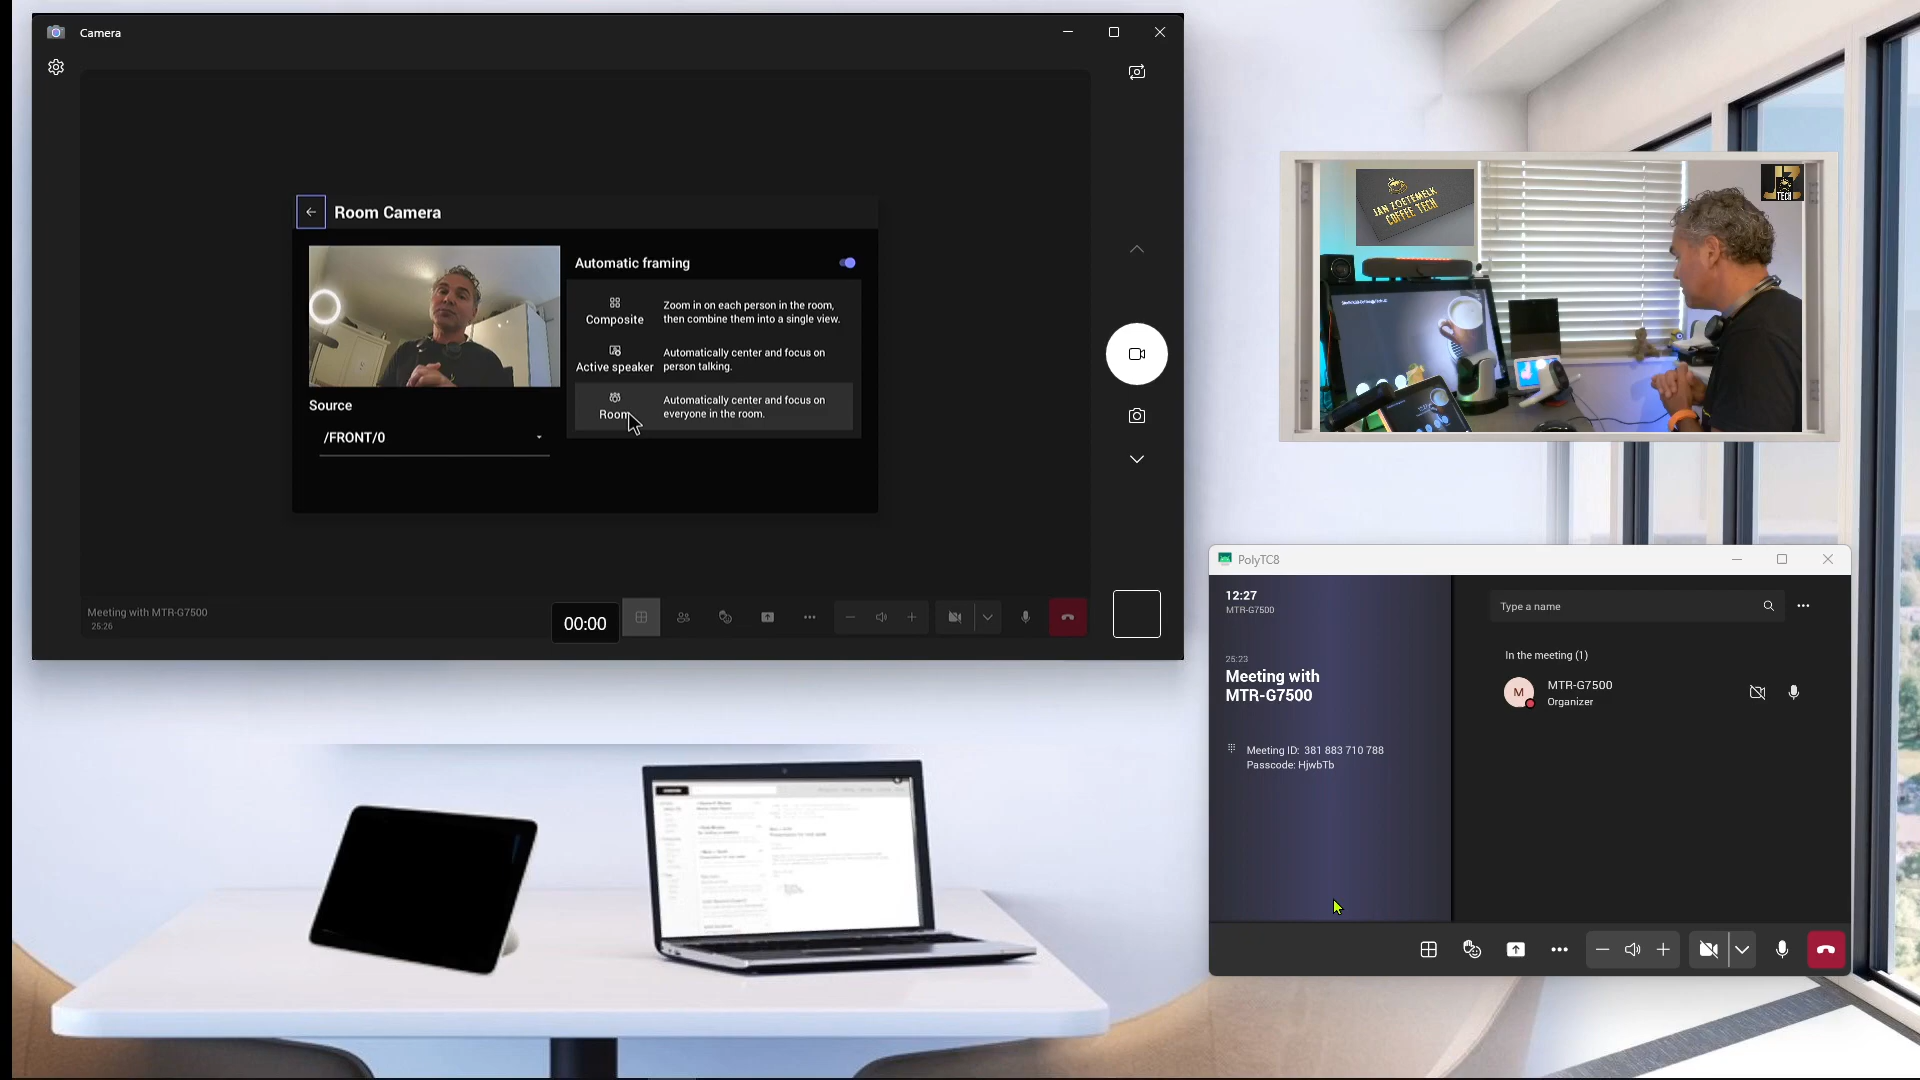 Camera
Room Camera
Automatic framing
Composite
Zoom in on each person in the room,
then combine them into a single view.
Active speaker
Automatically center and focus on
person talking.
Room
Automatically center and focus on
everyone in the room.
Source
/FRONT/0
Meeting with MTR-G7500
25:26
00:00
JAN ZOETEMELK
COFFEE TECH
JZ
TECH
PolyTC8
12:27
MTR-G7500
25:23
Meeting with
MTR-G7500
Meeting ID: 381 883 710 788
Passcode: HjwbTb
Type a name
In the meeting (1)
M
MTR-G7500
Organizer